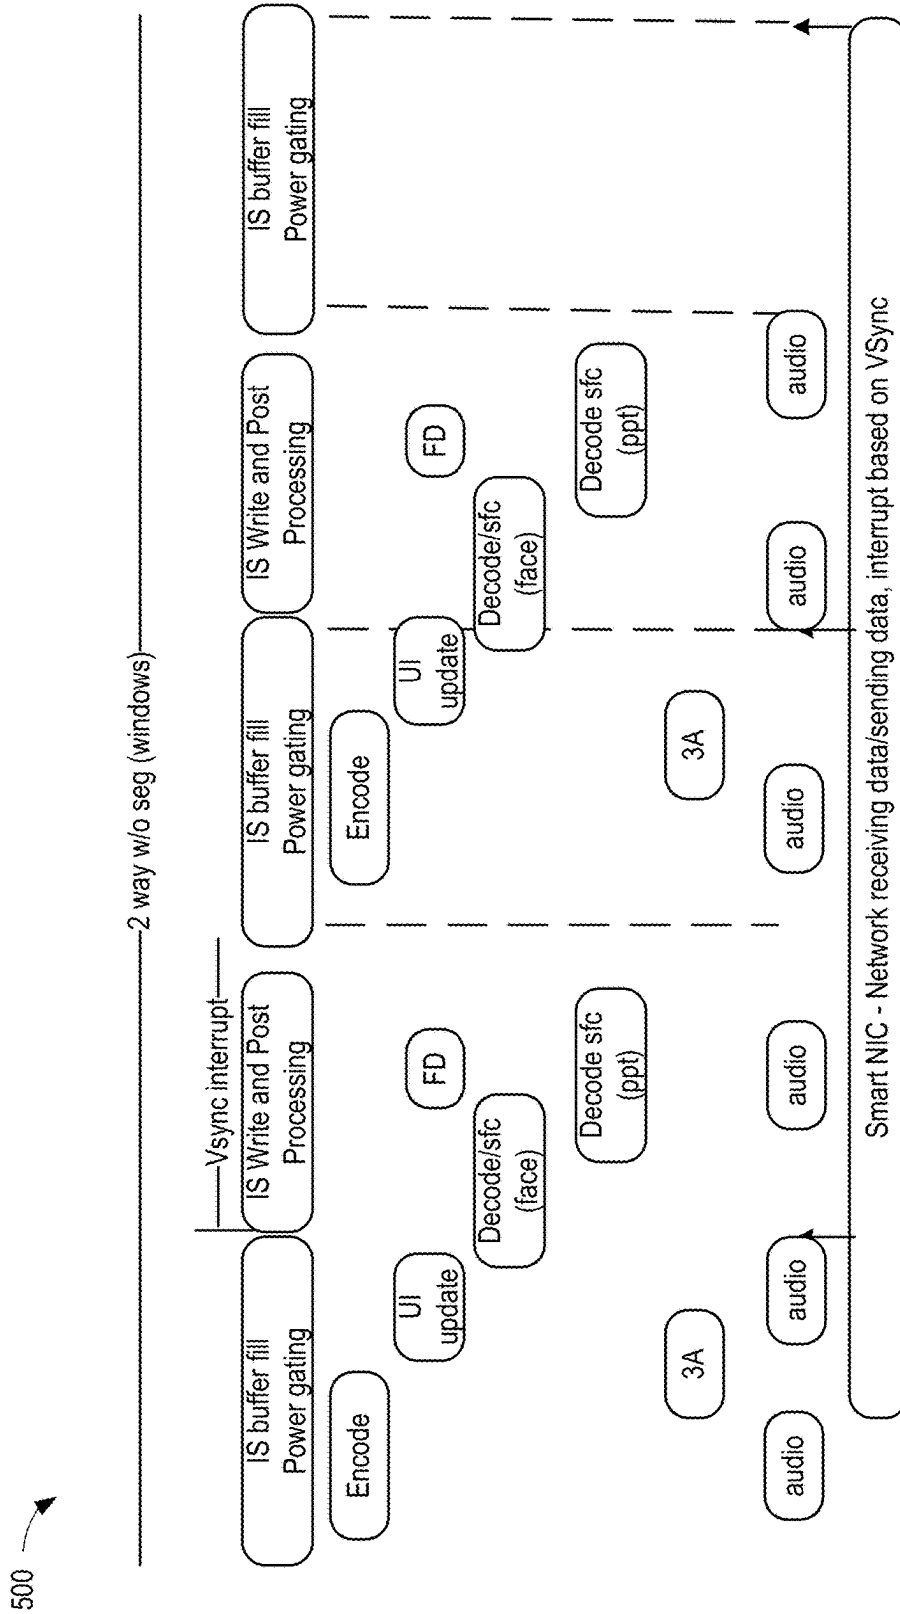 500
2 way w/o seg (windows)
Vsync interrupt
IS buffer fill
Power gating
IS Write and Post
Processing
IS buffer fill
Power gating
IS Write and Post
Processing
IS buffer fill
Power gating
Encode
Encode
UI
update
FD
UI
update
FD
Decode/sfc
(face)
Decode/sfc
(face)
Decode sfc
(ppt)
Decode sfc
(ppt)
3A
3A
audio
audio
audio
audio
audio
audio
Smart NIC - Network receiving data/sending data, interrupt based on VSync